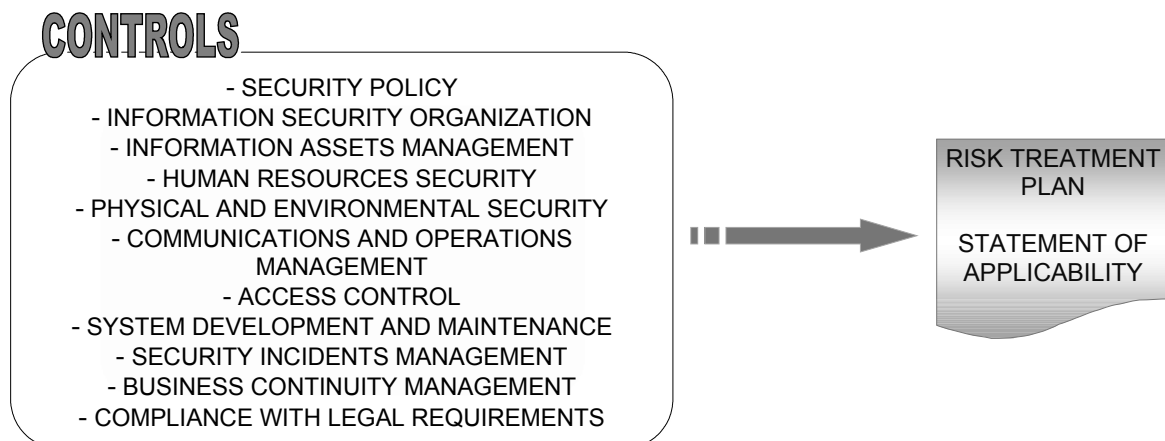 CONTROLS
- SECURITY POLICY
- INFORMATION SECURITY ORGANIZATION
- INFORMATION ASSETS MANAGEMENT
- HUMAN RESOURCES SECURITY
- PHYSICAL AND ENVIRONMENTAL SECURITY
- COMMUNICATIONS AND OPERATIONS
MANAGEMENT
- ACCESS CONTROL
- SYSTEM DEVELOPMENT AND MAINTENANCE
- SECURITY INCIDENTS MANAGEMENT
- BUSINESS CONTINUITY MANAGEMENT
- COMPLIANCE WITH LEGAL REQUIREMENTS
RISK TREATMENT
PLAN
STATEMENT OF
APPLICABILITY